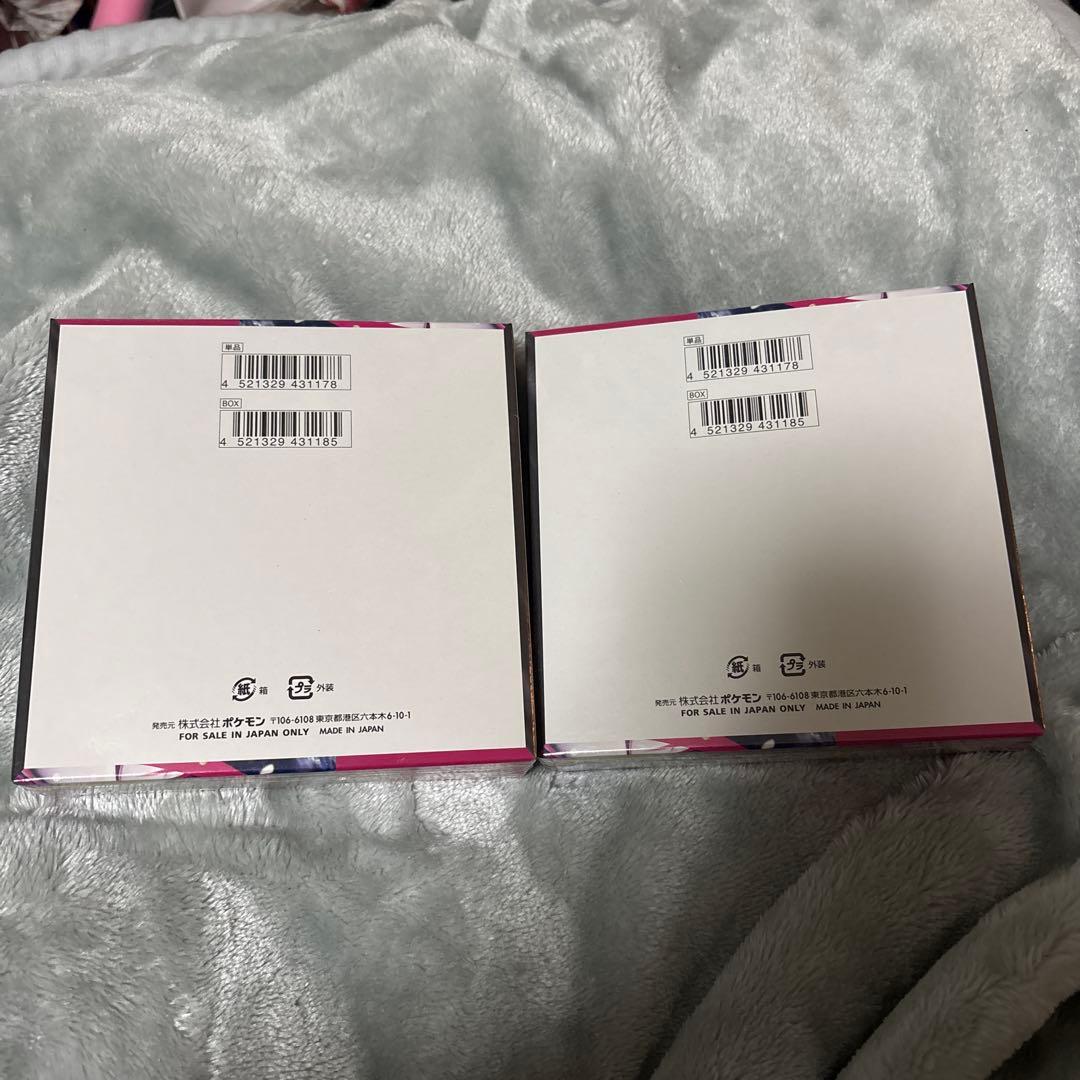 単品
4 521329 431178
BOX
4 521329 431185
紙 箱 プラ 外装
発売元 株式会社 ポケモン 〒106-6108 東京都港区六本木6-10-1
FOR SALE IN JAPAN ONLY MADE IN JAPAN
単品
4 521329 431178
BOX
4 521329 431185
紙 箱 プラ 外装
発売元 株式会社 ポケモン 〒106-6108 東京都港区六本木6-10-1
FOR SALE IN JAPAN ONLY MADE IN JAPAN